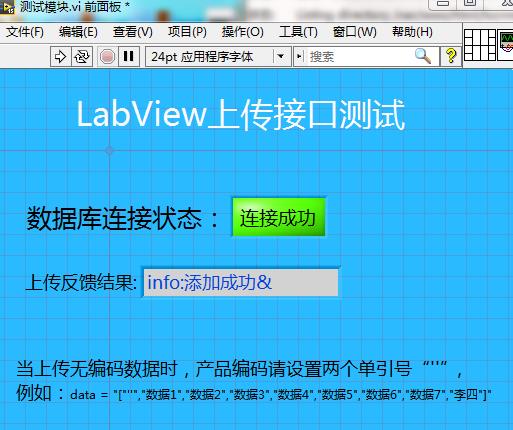 测试模块.vi 前面板 *
文件(F) 编辑(E) 查看(V) 项目(P) 操作(O) 工具(T) 窗口(W) 帮助(H)
24pt 应用程序字体 搜索 ?
LabView上传接口测试
数据库连接状态： 连接成功
上传反馈结果: info:添加成功&
当上传无编码数据时，产品编码请设置两个单引号“''”，
例如：data = "["''","数据1","数据2","数据3","数据4","数据5","数据6","数据7","李四"]"